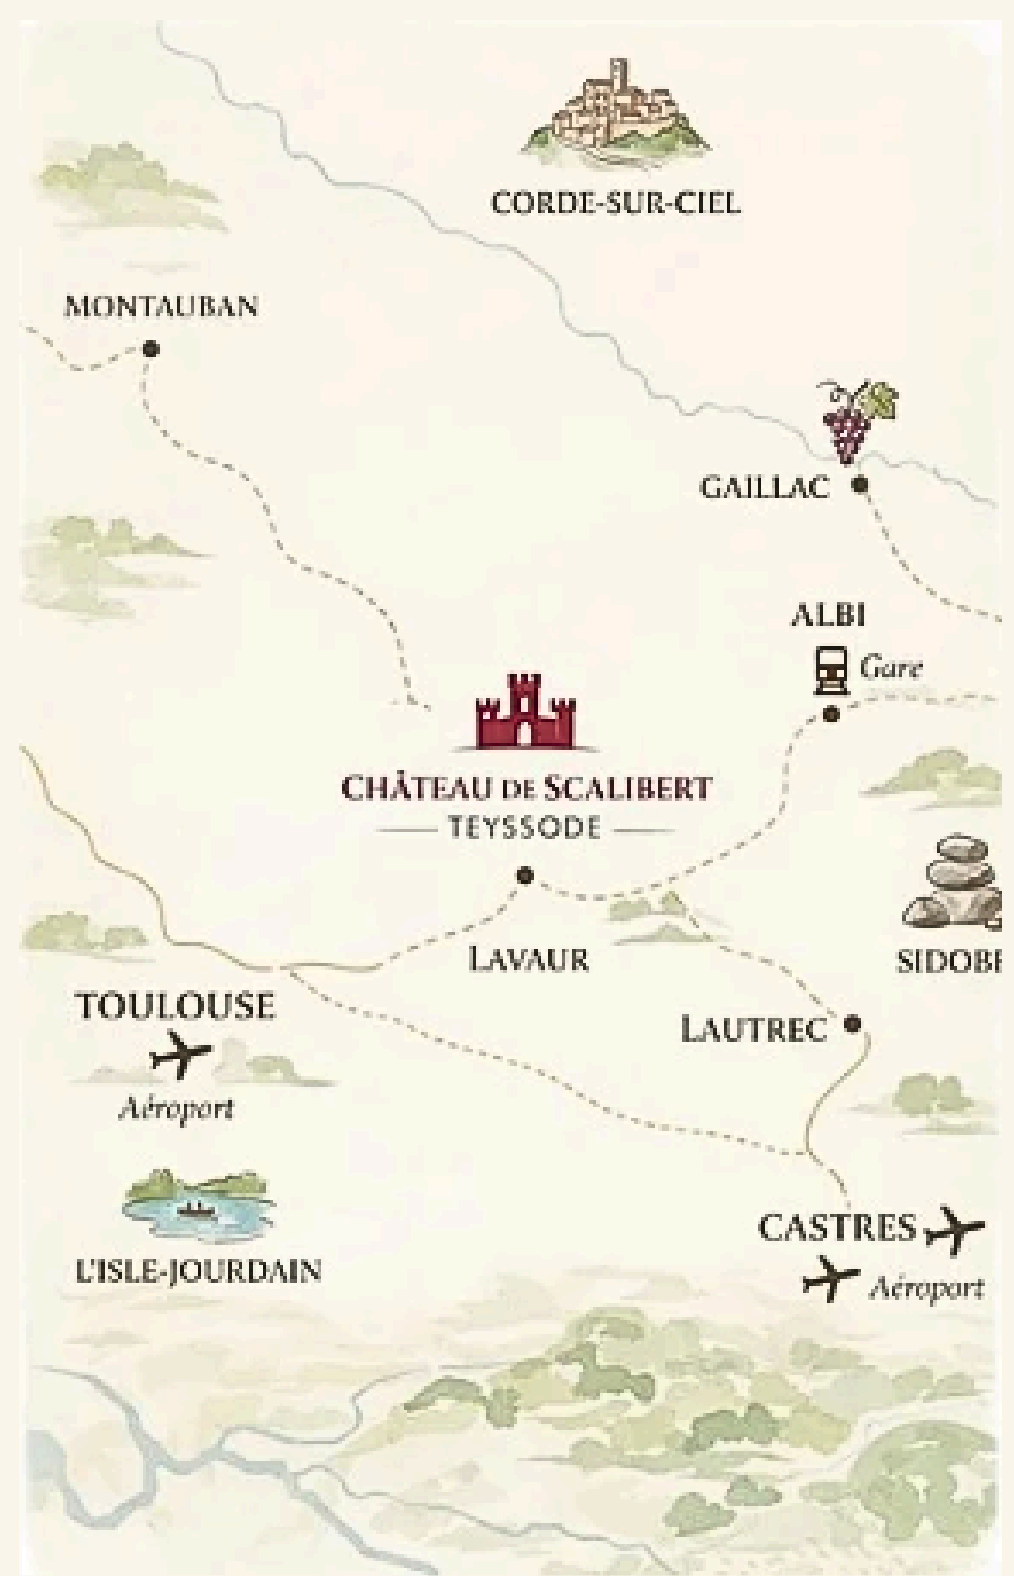 CORDE-SUR-CIEL
MONTAUBAN
GAILLAC
ALBI
Gare
CHÂTEAU DE SCALIBERT
TEYSSODE
SIDOBR
LAVAUR
TOULOUSE
LAUTREC
Aéroport
CASTRES
L'ISLE-JOURDAIN
Aéroport